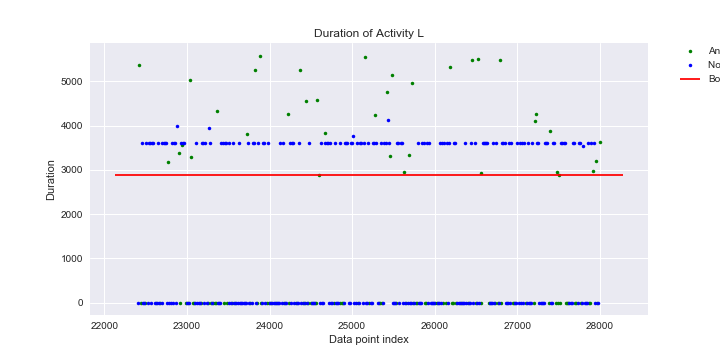 Duration of Activity L
An
No
Bo
5000
4000
3000
2000
1000
0
Duration
22000 23000 24000 25000 26000 27000 28000
Data point index